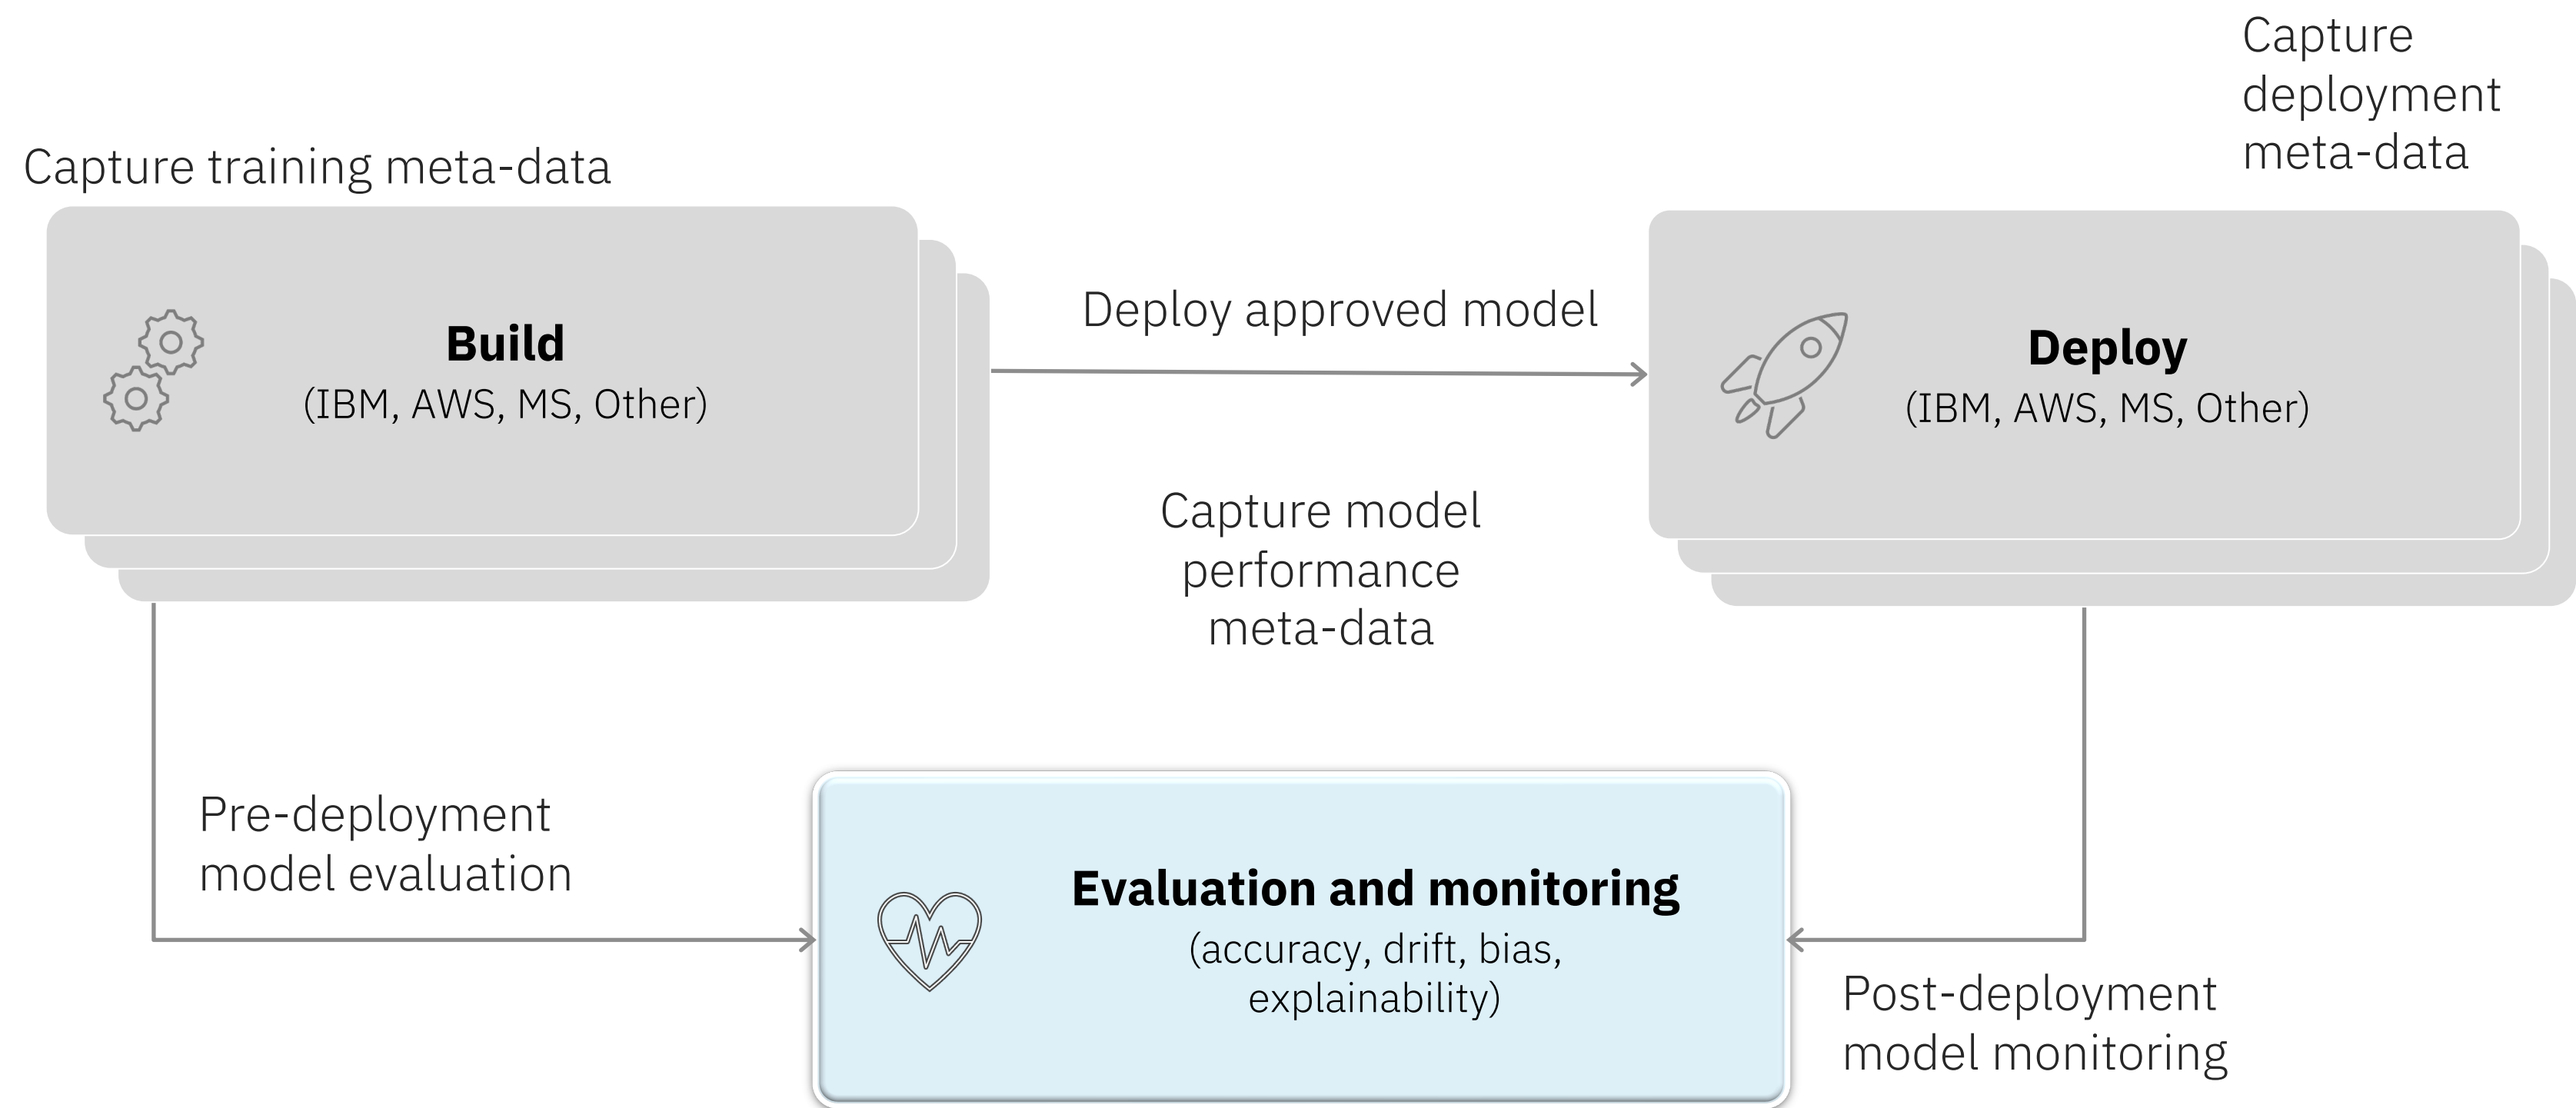 Capture
deployment
meta-data
Capture training meta-data
Build
(IBM, AWS, MS, Other)
Deploy approved model
Deploy
(IBM, AWS, MS, Other)
Capture model
performance
meta-data
Pre-deployment
model evaluation
Evaluation and monitoring
(accuracy, drift, bias,
explainability)
Post-deployment
model monitoring